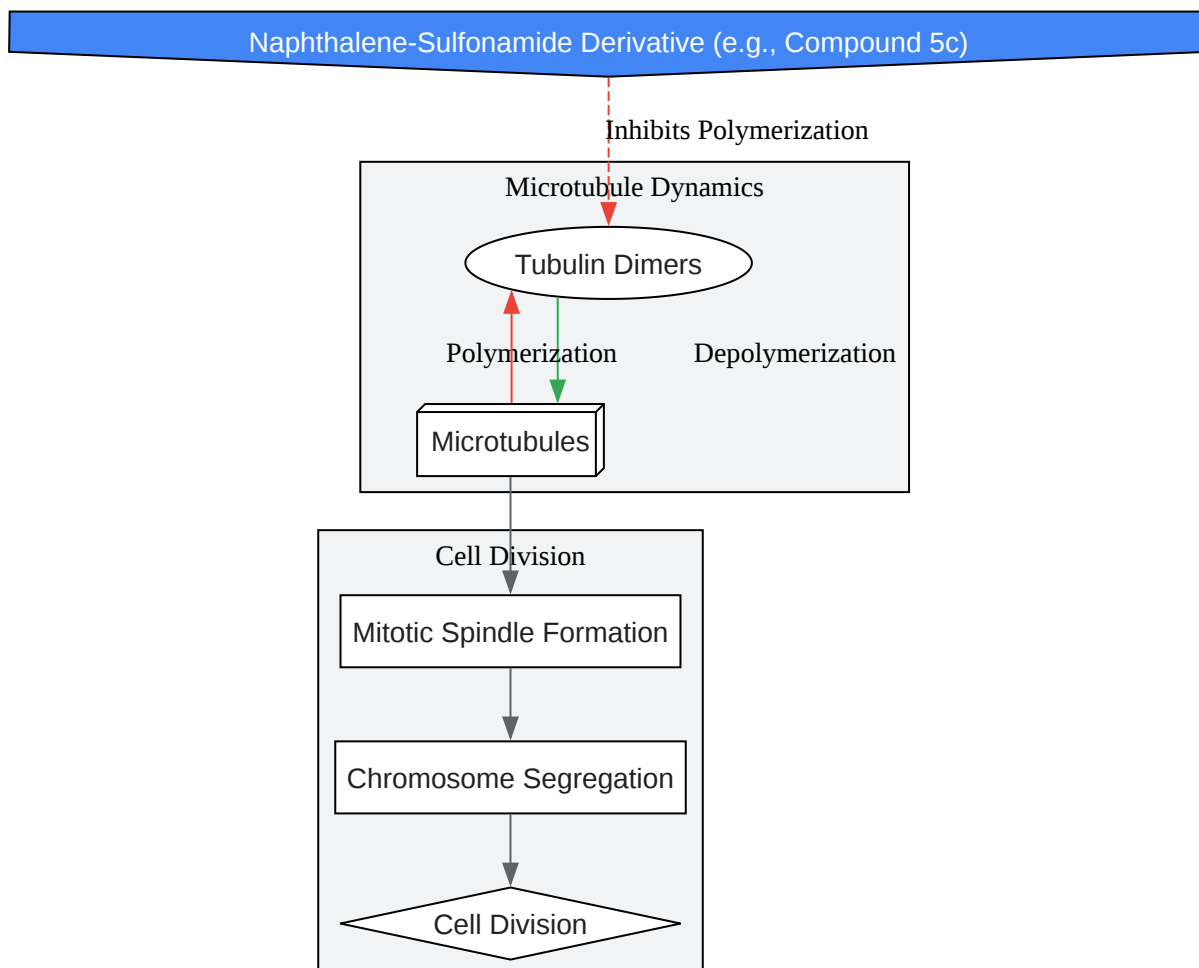 Naphthalene-Sulfonamide Derivative (e.g., Compound 5c)
Inhibits Polymerization
Microtubule Dynamics
Tubulin Dimers
Polymerization
Depolymerization
Microtubules
Cell Division
Mitotic Spindle Formation
Chromosome Segregation
Cell Division